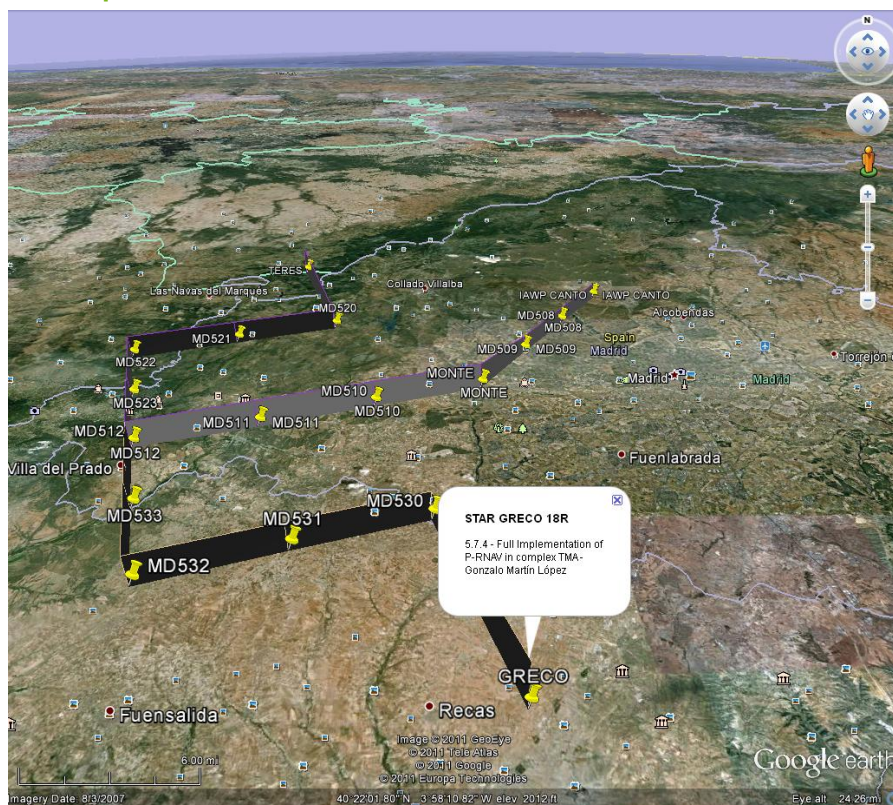 N
TERES
Las Navas del Marqués
Collado Villalba
IAWP CANTO
IAWP CANTO
MD520
MD508
MD508
Alcobendas
MD521
MD522
Spain
Madrid
MD509
MD509
Torrejón
MONTE
MONTE
Madrid
Madrid
MD523
MD510
MD510
MD511
MD511
MD512
MD512
Villa del Prado
Fuenlabrada
MD533
MD530
MD531
STAR GRECO 18R
5.7.4 - Full Implementation of
P-RNAV in complex TMA-
Gonzalo Martín López
MD532
GRECO
Fuensalida
Recas
Image © 2011 GeoEye
© 2011 Tele Atlas
© 2011 Google
© 2011 Europa Technologies
6.00 mi
Google earth
Imagery Date: 8/3/2007
40°22'01.80" N 3°58'10.82" W elev 2012 ft
Eye alt 24.26 mi